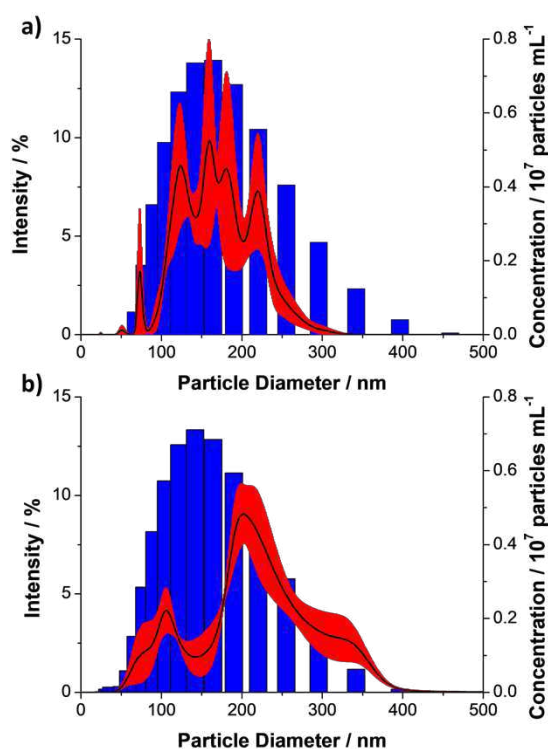 a)
15
10
5
0
Intensity / %
0.8
0.6
0.4
0.2
0.0
Concentration / 10⁷ particles mL⁻¹
0 100 200 300 400 500
Particle Diameter / nm
b)
15
10
5
0
Intensity / %
0.8
0.6
0.4
0.2
0.0
Concentration / 10⁷ particles mL⁻¹
0 100 200 300 400 500
Particle Diameter / nm